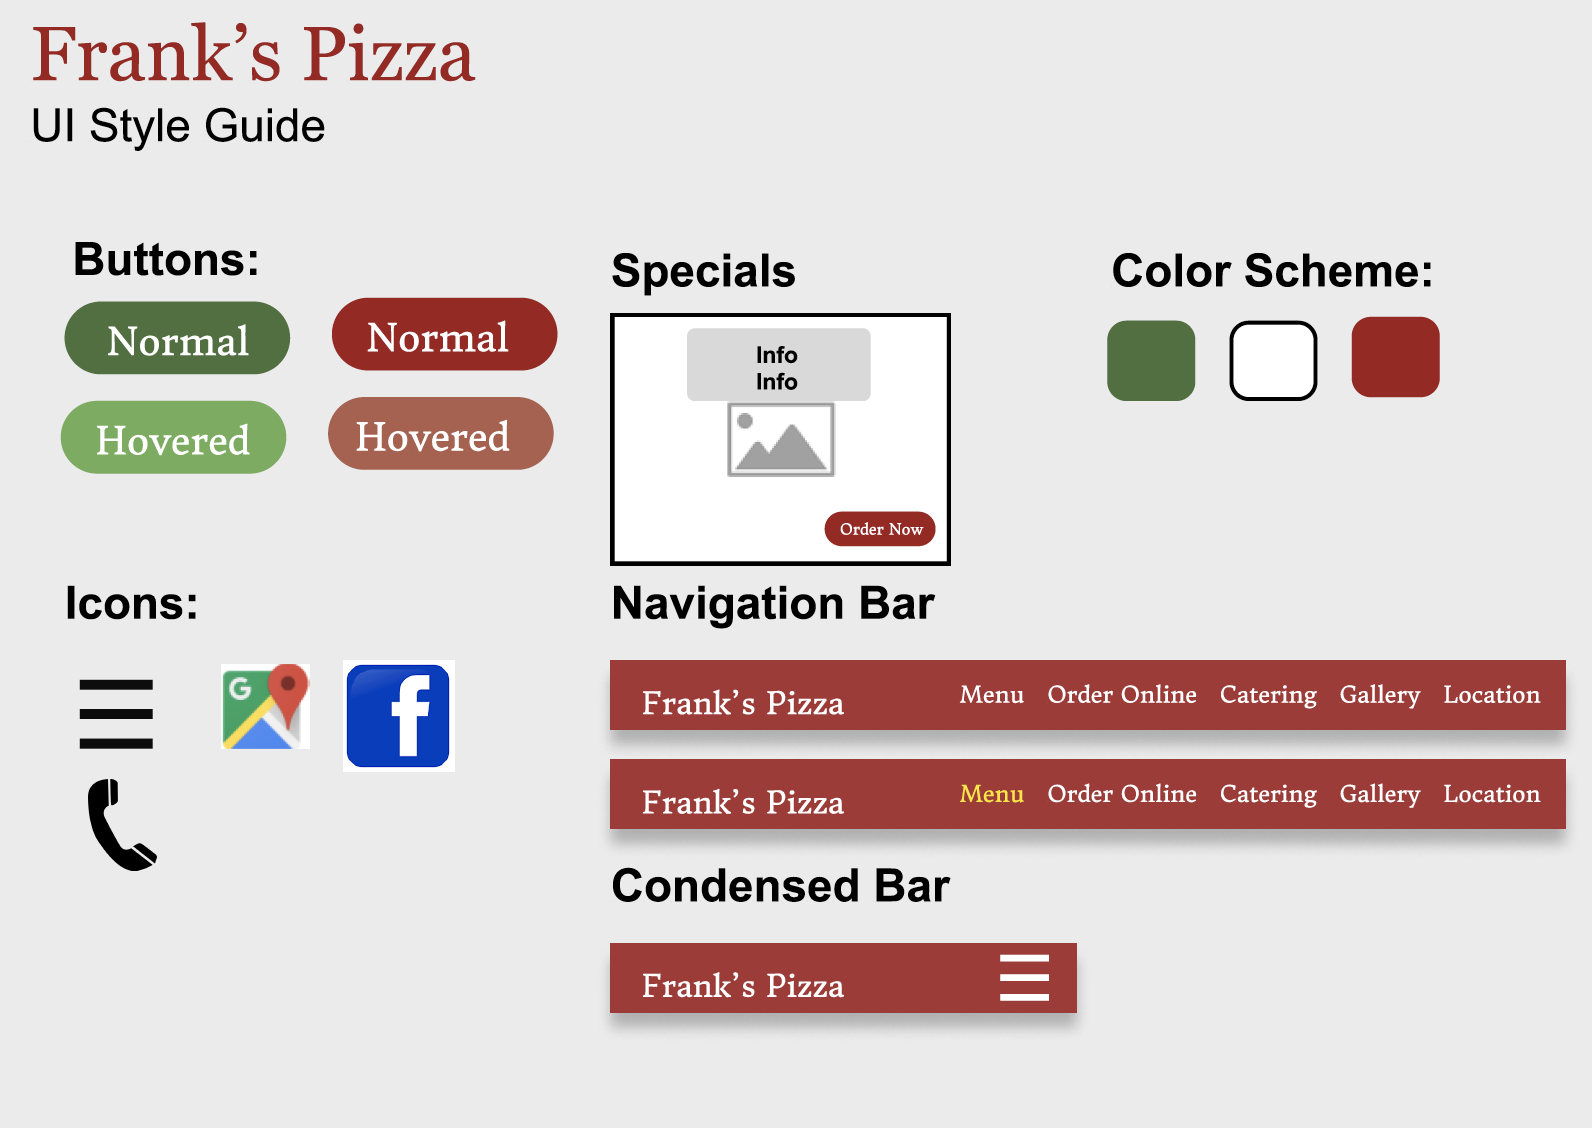 Frank’s Pizza
UI Style Guide
Buttons:
Normal
Normal
Hovered
Hovered
Specials
Info
Info
Order Now
Color Scheme:
Icons:
G
f
Navigation Bar
Frank’s Pizza Menu Order Online Catering Gallery Location
Frank’s Pizza Menu Order Online Catering Gallery Location
Condensed Bar
Frank’s Pizza